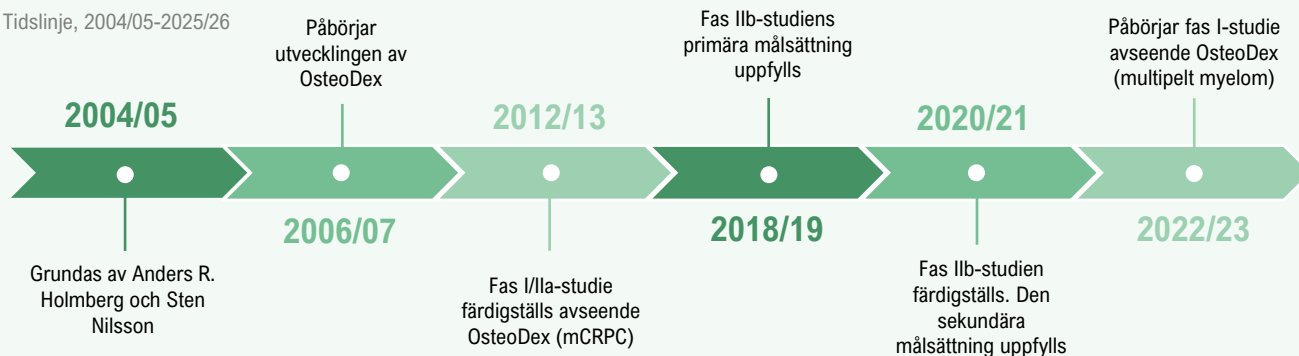 Tidslinje, 2004/05-2025/26
2004/05
Grundas av Anders R.
Holmberg och Sten
Nilsson
Påbörjar
utvecklingen av
OsteoDex
2006/07
2012/13
Fas I/IIa-studie
färdigställs avseende
OsteoDex (mCRPC)
Fas IIb-studiens
primära målsättning
uppfylls
2018/19
2020/21
Fas IIb-studien
färdigställs. Den
sekundära
målsättning uppfylls
Påbörjar fas I-studie
avseende OsteoDex
(multipelt myelom)
2022/23